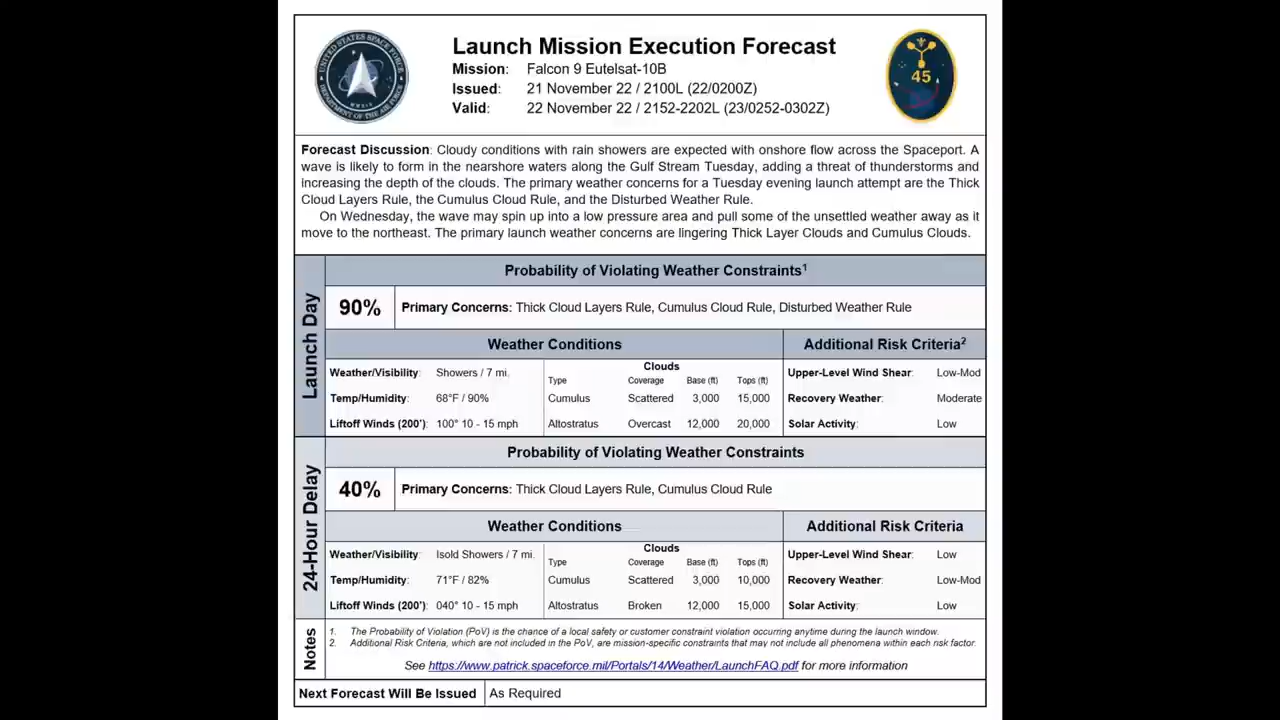 Launch Mission Execution Forecast
Mission: Falcon 9 Eutelsat-10B
Issued: 21 November 22 / 2100L (22/0200Z)
Valid: 22 November 22 / 2152-2202L (23/0252-0302Z)
UNITED STATES SPACE FORCE
DEPARTMENT OF THE AIR FORCE
MMXIX
45
Forecast Discussion: Cloudy conditions with rain showers are expected with onshore flow across the Spaceport. A
wave is likely to form in the nearshore waters along the Gulf Stream Tuesday, adding a threat of thunderstorms and
increasing the depth of the clouds. The primary weather concerns for a Tuesday evening launch attempt are the Thick
Cloud Layers Rule, the Cumulus Cloud Rule, and the Disturbed Weather Rule.
On Wednesday, the wave may spin up into a low pressure area and pull some of the unsettled weather away as it
move to the northeast. The primary launch weather concerns are lingering Thick Layer Clouds and Cumulus Clouds.
Launch Day
Probability of Violating Weather Constraints1
90% Primary Concerns: Thick Cloud Layers Rule, Cumulus Cloud Rule, Disturbed Weather Rule
Weather Conditions Additional Risk Criteria2
Clouds
Weather/Visibility: Showers / 7 mi. Type Coverage Base (ft) Tops (ft) Upper-Level Wind Shear: Low-Mod
Temp/Humidity: 68°F / 90% Cumulus Scattered 3,000 15,000 Recovery Weather: Moderate
Liftoff Winds (200'): 100° 10 - 15 mph Altostratus Overcast 12,000 20,000 Solar Activity: Low
24-Hour Delay
Probability of Violating Weather Constraints
40% Primary Concerns: Thick Cloud Layers Rule, Cumulus Cloud Rule
Weather Conditions Additional Risk Criteria
Clouds
Weather/Visibility: Isold Showers / 7 mi. Type Coverage Base (ft) Tops (ft) Upper-Level Wind Shear: Low
Temp/Humidity: 71°F / 82% Cumulus Scattered 3,000 10,000 Recovery Weather: Low-Mod
Liftoff Winds (200'): 040° 10 - 15 mph Altostratus Broken 12,000 15,000 Solar Activity: Low
Notes
1. The Probability of Violation (PoV) is the chance of a local safety or customer constraint violation occurring anytime during the launch window.
2. Additional Risk Criteria, which are not included in the PoV, are mission-specific constraints that may not include all phenomena within each risk factor.
See https://www.patrick.spaceforce.mil/Portals/14/Weather/LaunchFAQ.pdf for more information
Next Forecast Will Be Issued As Required